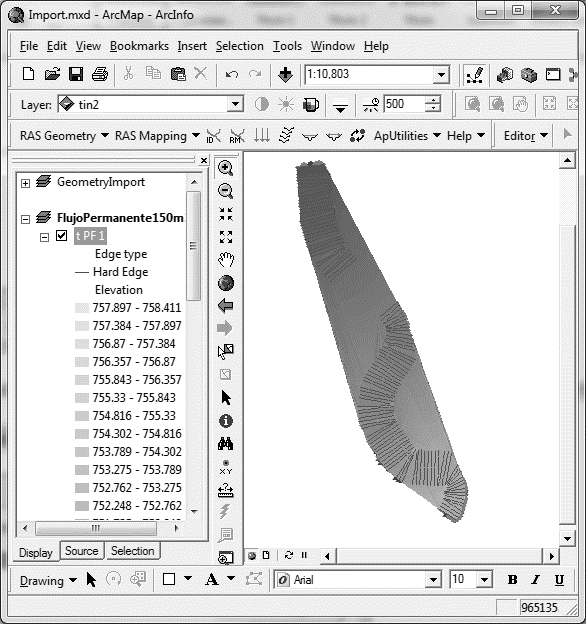 Import.mxd - ArcMap - ArcInfo
File Edit View Bookmarks Insert Selection Tools Window Help
1:10,803
Layer: tin2 500
RAS Geometry RAS Mapping ID RM ApUtilities Help Editor
GeometryImport
FlujoPermanente150m
t PF 1
Edge type
Hard Edge
Elevation
757.897 - 758.411
757.384 - 757.897
756.87 - 757.384
756.357 - 756.87
755.843 - 756.357
755.33 - 755.843
754.816 - 755.33
754.302 - 754.816
753.789 - 754.302
753.275 - 753.789
752.762 - 753.275
752.248 - 752.762
XY
Display Source Selection
Drawing A Arial 10 B I U
965135